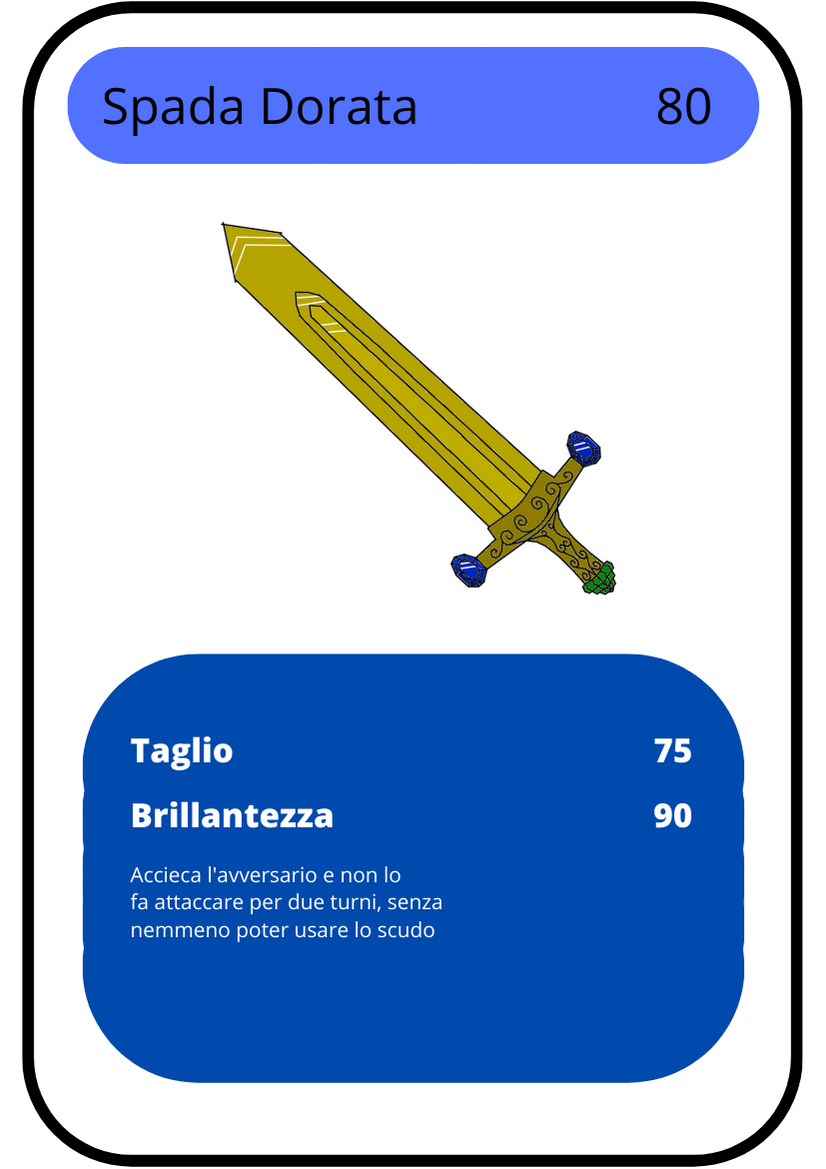 Spada Dorata 80
Taglio 75
Brillantezza 90
Accieca l'avversario e non lo
fa attaccare per due turni, senza
nemmeno poter usare lo scudo